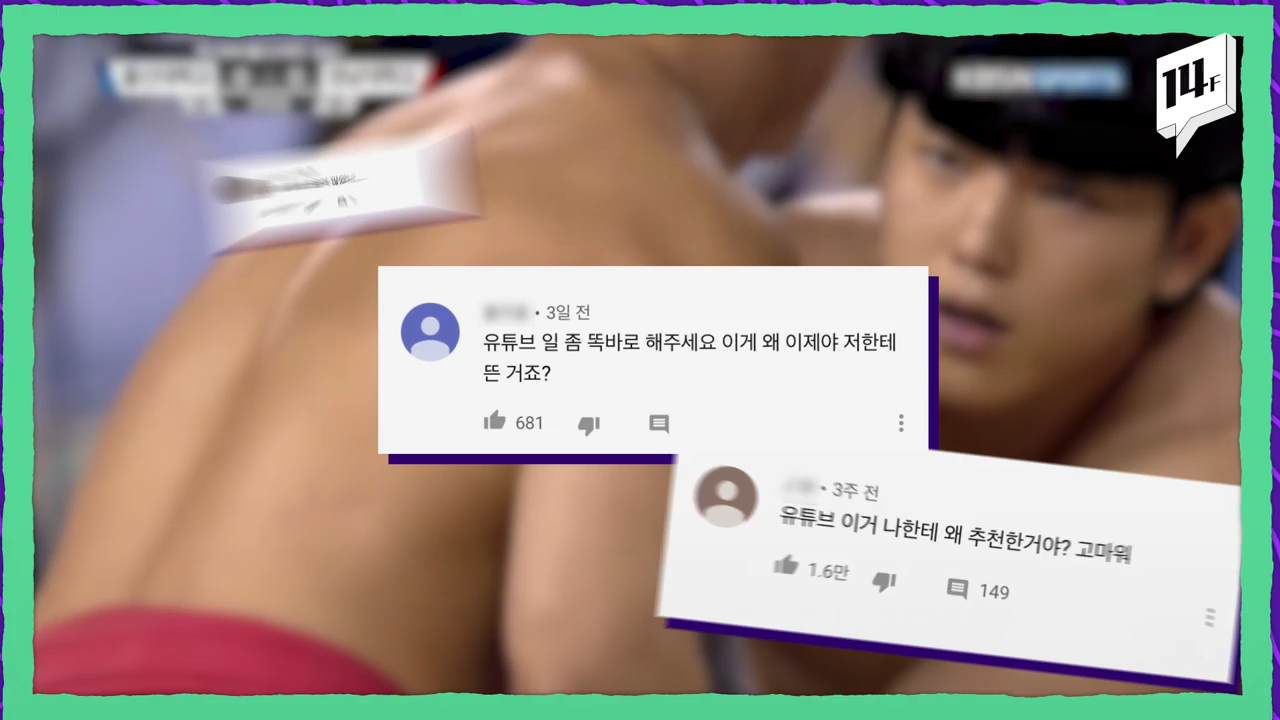 14F
• 3일 전
유튜브 일 좀 똑바로 해주세요 이게 왜 이제야 저한테
뜬 거죠?
681
• 3주 전
유튜브 이거 나한테 왜 추천한거야? 고마워
1.6만
149